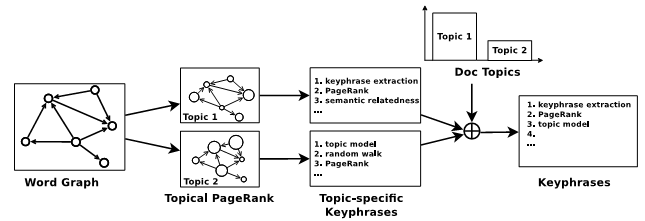 Topic 1
Topic 2
Doc Topics
Word Graph
Topic 1
Topic 2
Topical PageRank
1. keyphrase extraction
2. PageRank
3. semantic relatedness
...
1. topic model
2. random walk
3. PageRank
...
Topic-specific
Keyphrases
1. keyphrase extraction
2. PageRank
3. topic model
4.
...
Keyphrases